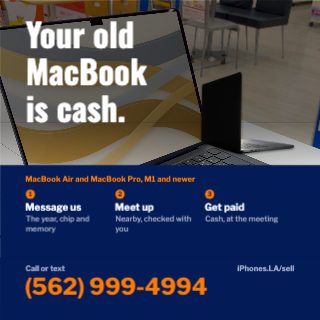 Your old
MacBook
is cash.
MacBook Air and MacBook Pro, M1 and newer
1
Message us
The year, chip and
memory
2
Meet up
Nearby, checked with
you
3
Get paid
Cash, at the meeting
Call or text
iPhones.LA/sell
(562) 999-4994